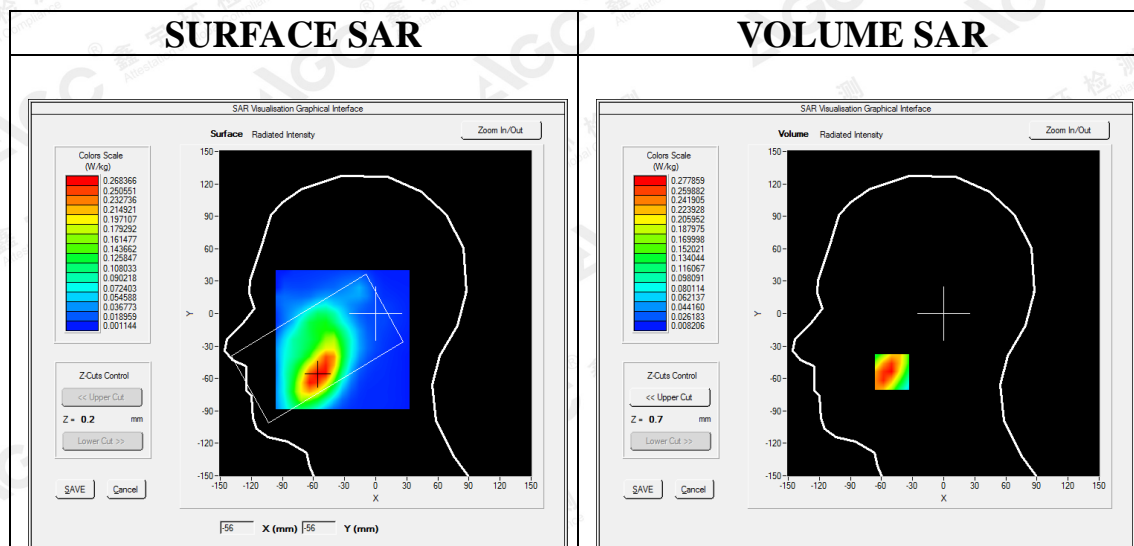 SURFACE SAR
VOLUME SAR
SAR Visualisation Graphical Interface
Surface Radiated Intensity
Zoom In/Out
Colors Scale
(W/kg)
0.268366
0.250551
0.232736
0.214921
0.197107
0.179292
0.161477
0.143662
0.125847
0.108033
0.090218
0.072403
0.054588
0.036773
0.018959
0.001144
150
120
90
60
30
0
-30
-60
-90
-120
-150
Y
-150 -120 -90 -60 -30 0 30 60 90 120 150
X
Z-Cuts Control
<< Upper Cut
Z = 0.2 mm
Lower Cut >>
SAVE Cancel
-56 X (mm) -56 Y (mm)
SAR Visualisation Graphical Interface
Volume Radiated Intensity
Zoom In/Out
Colors Scale
(W/kg)
0.277859
0.259882
0.241905
0.223928
0.205952
0.187975
0.169998
0.152021
0.134044
0.116067
0.098091
0.080114
0.062137
0.044160
0.026183
0.008206
150
120
90
60
30
0
-30
-60
-90
-120
-150
Y
-150 -120 -90 -60 -30 0 30 60 90 120 150
X
Z-Cuts Control
<< Upper Cut
Z = 0.7 mm
Lower Cut >>
SAVE Cancel